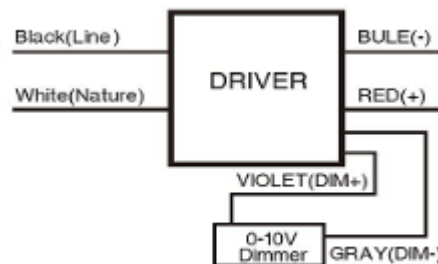 Black(Line)
BULE(-)
DRIVER
White(Nature)
RED(+)
VIOLET(DIM+)
0-10V
Dimmer
GRAY(DIM-)